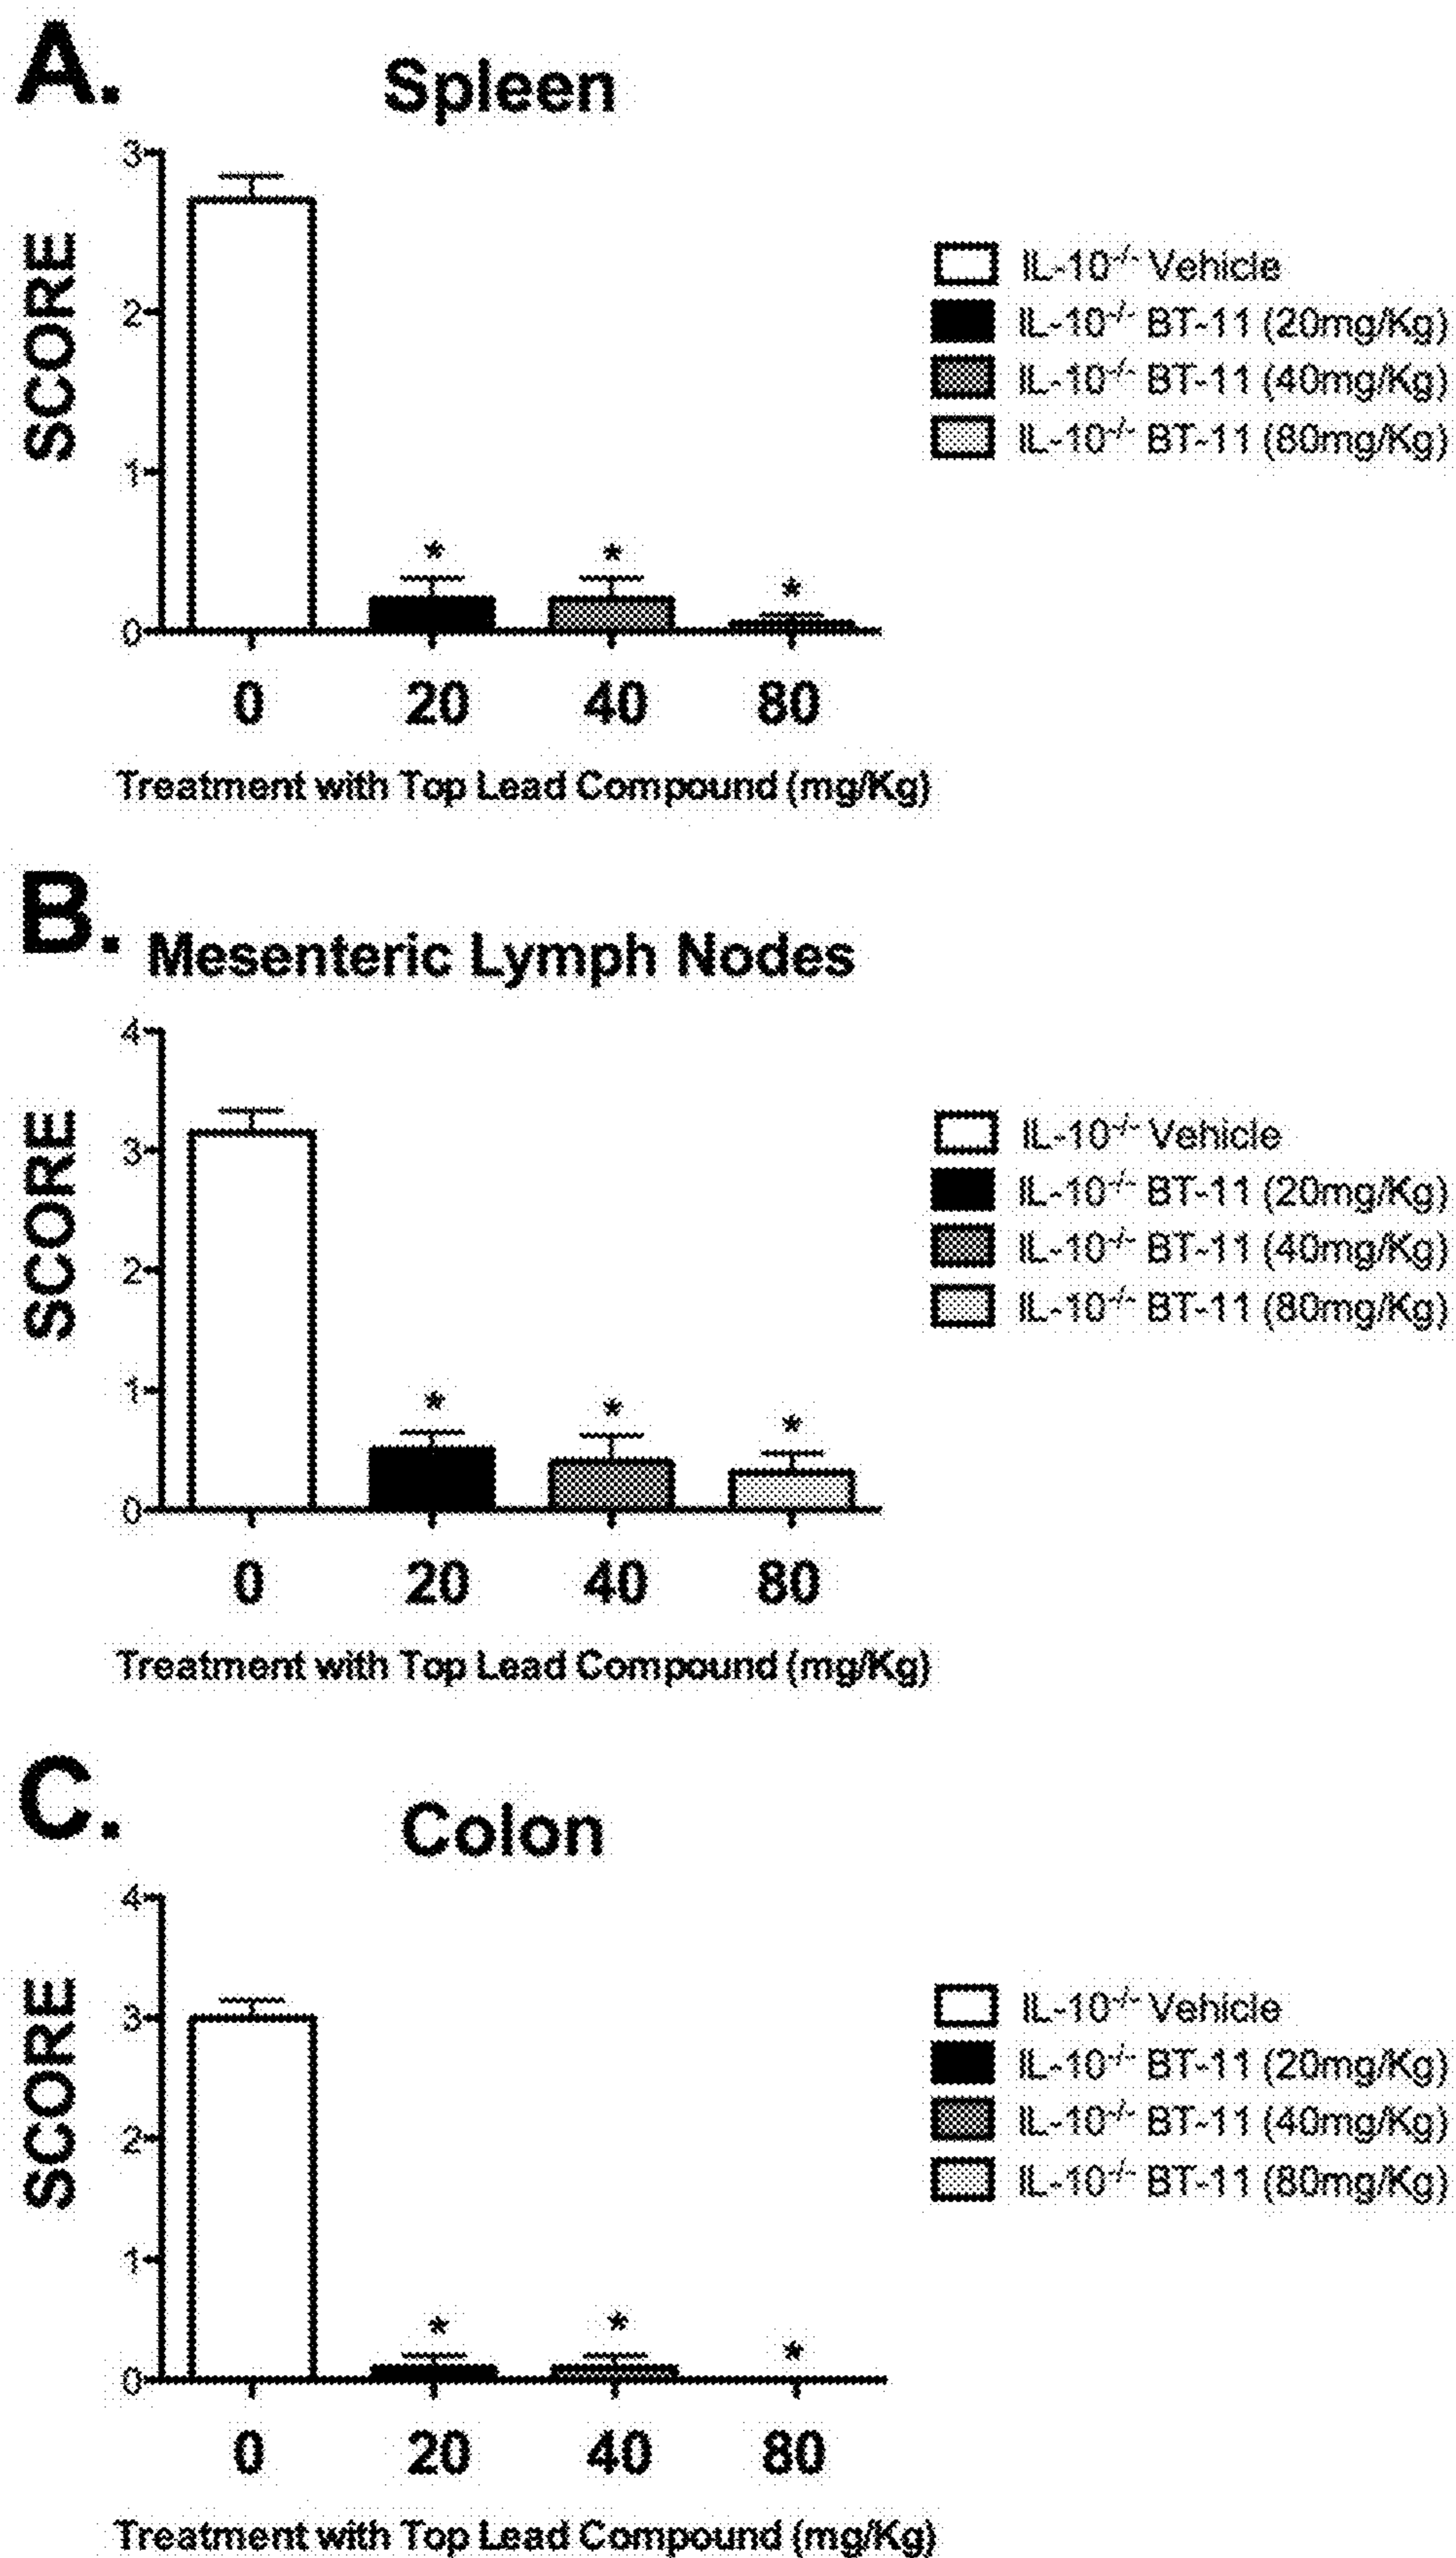 A.
Spleen
SCORE
3
2
1
0
*
*
*
0 20 40 80
Treatment with Top Lead Compound (mg/Kg)
IL-10-/- Vehicle
IL-10-/- BT-11 (20mg/Kg)
IL-10-/- BT-11 (40mg/Kg)
IL-10-/- BT-11 (80mg/Kg)
B.
Mesenteric Lymph Nodes
SCORE
4
3
2
1
0
*
*
*
0 20 40 80
Treatment with Top Lead Compound (mg/Kg)
IL-10-/- Vehicle
IL-10-/- BT-11 (20mg/Kg)
IL-10-/- BT-11 (40mg/Kg)
IL-10-/- BT-11 (80mg/Kg)
C.
Colon
SCORE
4
3
2
1
0
*
*
*
0 20 40 80
Treatment with Top Lead Compound (mg/Kg)
IL-10-/- Vehicle
IL-10-/- BT-11 (20mg/Kg)
IL-10-/- BT-11 (40mg/Kg)
IL-10-/- BT-11 (80mg/Kg)